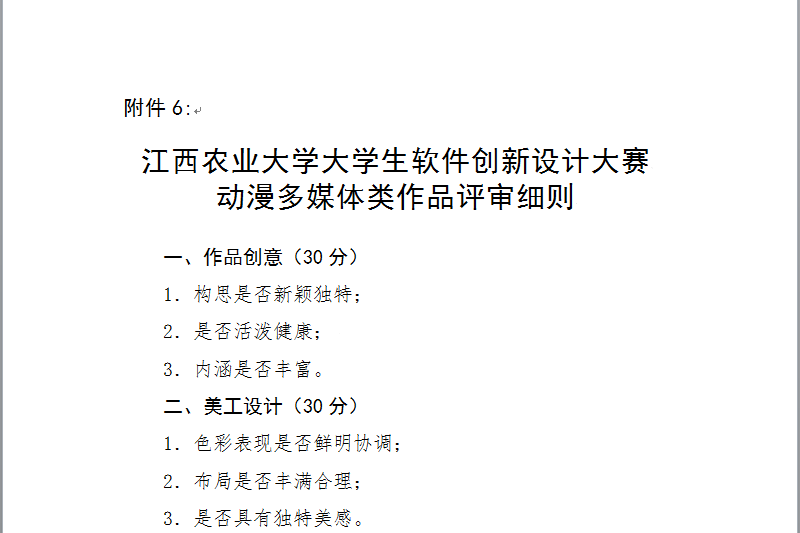 附件 6:
江西农业大学大学生软件创新设计大赛
动漫多媒体类作品评审细则
一、作品创意（30 分）
1．构思是否新颖独特；
2．是否活泼健康；
3．内涵是否丰富。
二、美工设计（30 分）
1．色彩表现是否鲜明协调；
2．布局是否丰满合理；
3．是否具有独特美感。